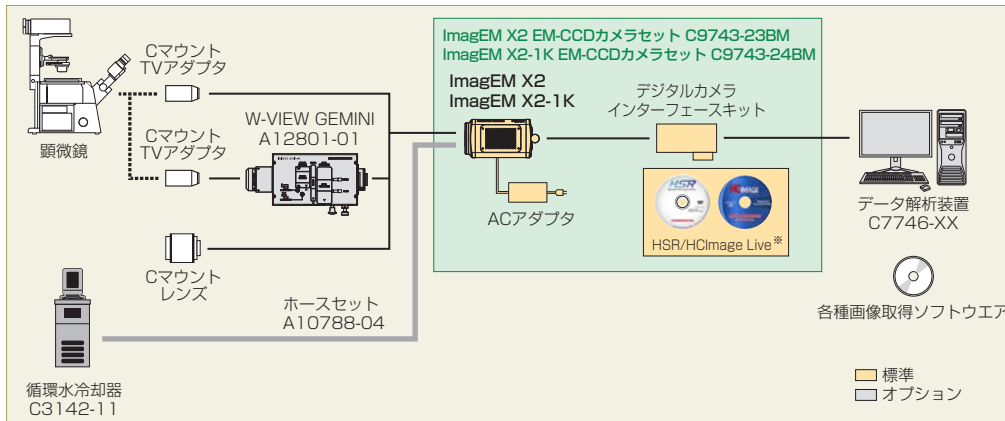 ImagEM X2 EM-CCDカメラセット C9743-23BM
ImagEM X2-1K EM-CCDカメラセット C9743-24BM
Cマウント
TVアダプタ
顕微鏡
Cマウント
TVアダプタ
W-VIEW GEMINI
A12801-01
ImagEM X2
ImagEM X2-1K
デジタルカメラ
インターフェースキット
ACアダプタ
HSR
HCIMAGE
HSR/HCImage Live※
データ解析装置
C7746-XX
Cマウント
レンズ
ホースセット
A10788-04
各種画像取得ソフトウエア
循環水冷却器
C3142-11
標準
オプション